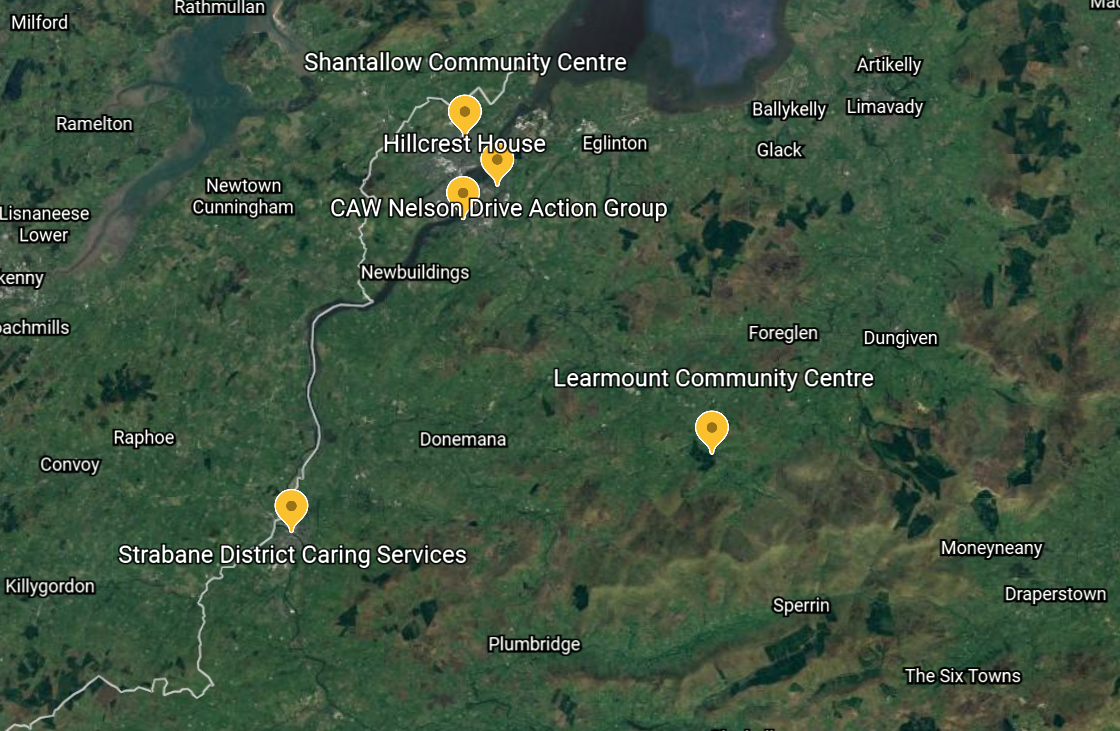 Rathmullan
Milford
Shantallow Community Centre
Artikelly
Ballykelly
Limavady
Ramelton
Hillcrest House
Eglinton
Glack
Newtown
Cunningham
CAW Nelson Drive Action Group
Lisnaneese
Lower
Newbuildings
kenny
oachmills
Foreglen
Dungiven
Learmount Community Centre
Raphoe
Donemana
Convoy
Strabane District Caring Services
Moneyneany
Killygordon
Draperstown
Sperrin
Plumbridge
The Six Towns